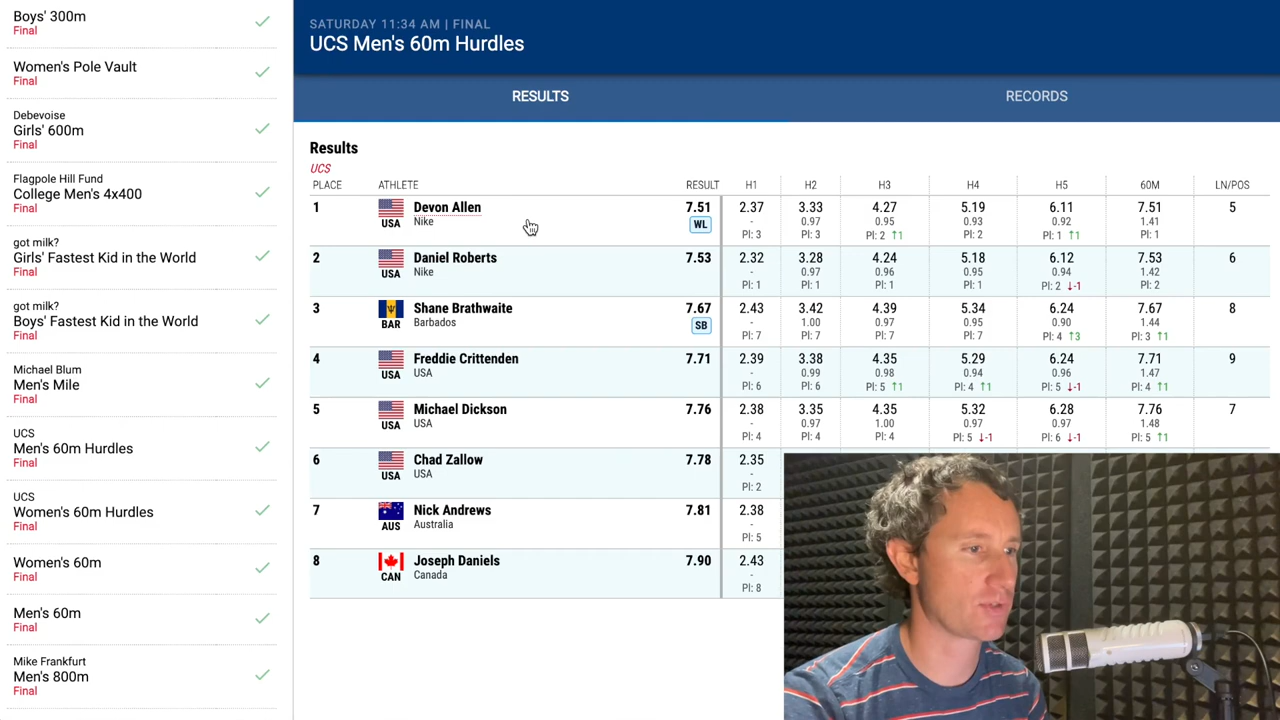 Boys' 300m
Final
Women's Pole Vault
Final
Debevoise
Girls' 600m
Final
Flagpole Hill Fund
College Men's 4x400
Final
got milk?
Girls' Fastest Kid in the World
Final
got milk?
Boys' Fastest Kid in the World
Final
Michael Blum
Men's Mile
Final
UCS
Men's 60m Hurdles
Final
UCS
Women's 60m Hurdles
Final
Women's 60m
Final
Men's 60m
Final
Mike Frankfurt
Men's 800m
Final
SATURDAY 11:34 AM | FINAL
UCS Men's 60m Hurdles
RESULTS RECORDS
Results
UCS
PLACE ATHLETE RESULT H1 H2 H3 H4 H5 60M LN/POS
1 Devon Allen 7.51 2.37 3.33 4.27 5.19 6.11 7.51 5
Nike - 0.97 0.95 0.93 0.92 1.41
USA WL Pl: 3 Pl: 3 Pl: 2 ↑1 Pl: 2 Pl: 1 ↑1 Pl: 1
2 Daniel Roberts 7.53 2.32 3.28 4.24 5.18 6.12 7.53 6
Nike - 0.97 0.96 0.95 0.94 1.42
USA Pl: 1 Pl: 1 Pl: 1 Pl: 1 Pl: 2 ↓-1 Pl: 2
3 Shane Brathwaite 7.67 2.43 3.42 4.39 5.34 6.24 7.67 8
Barbados - 1.00 0.97 0.95 0.90 1.44
BAR SB Pl: 7 Pl: 7 Pl: 7 Pl: 7 Pl: 4 ↑3 Pl: 3 ↑1
4 Freddie Crittenden 7.71 2.39 3.38 4.35 5.29 6.24 7.71 9
USA - 0.99 0.98 0.94 0.96 1.47
USA Pl: 6 Pl: 6 Pl: 5 ↑1 Pl: 4 ↑1 Pl: 5 ↓-1 Pl: 4 ↑1
5 Michael Dickson 7.76 2.38 3.35 4.35 5.32 6.28 7.76 7
USA - 0.97 1.00 0.97 0.97 1.48
USA Pl: 4 Pl: 4 Pl: 4 Pl: 5 ↓-1 Pl: 6 ↓-1 Pl: 5 ↑1
6 Chad Zallow 7.78 2.35
USA -
USA Pl: 2
7 Nick Andrews 7.81 2.38
Australia -
AUS Pl: 5
8 Joseph Daniels 7.90 2.43
Canada -
CAN Pl: 8